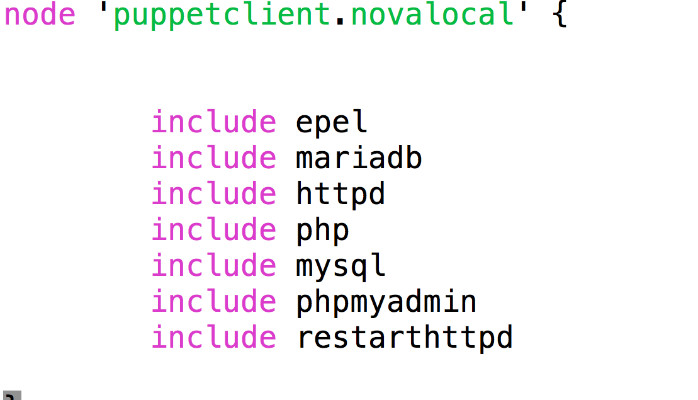 node 'puppetclient.novalocal' {
include epel
include mariadb
include httpd
include php
include mysql
include phpmyadmin
include restarthttpd
}